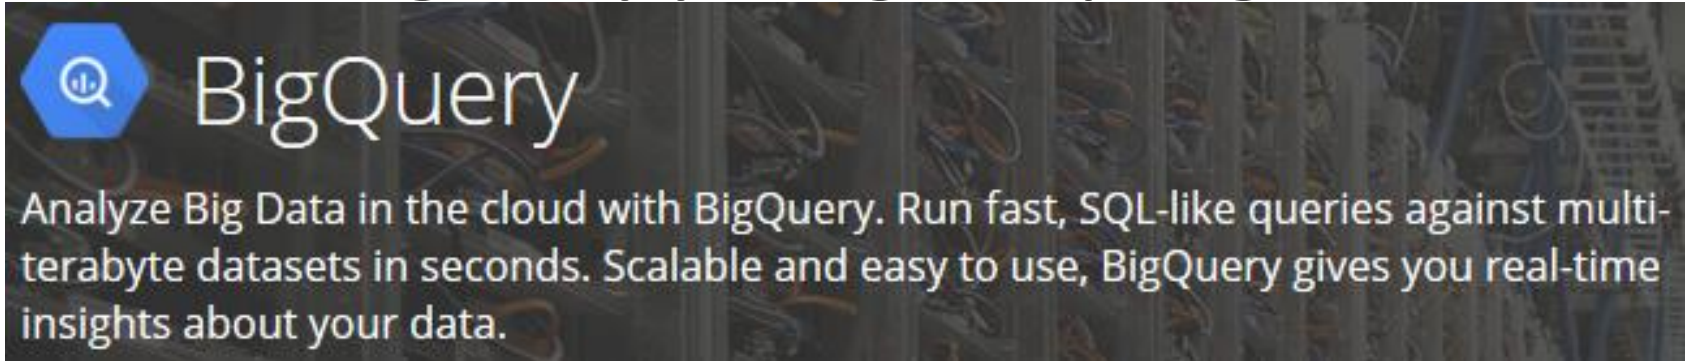 BigQuery
Analyze Big Data in the cloud with BigQuery. Run fast, SQL-like queries against multi-
terabyte datasets in seconds. Scalable and easy to use, BigQuery gives you real-time
insights about your data.